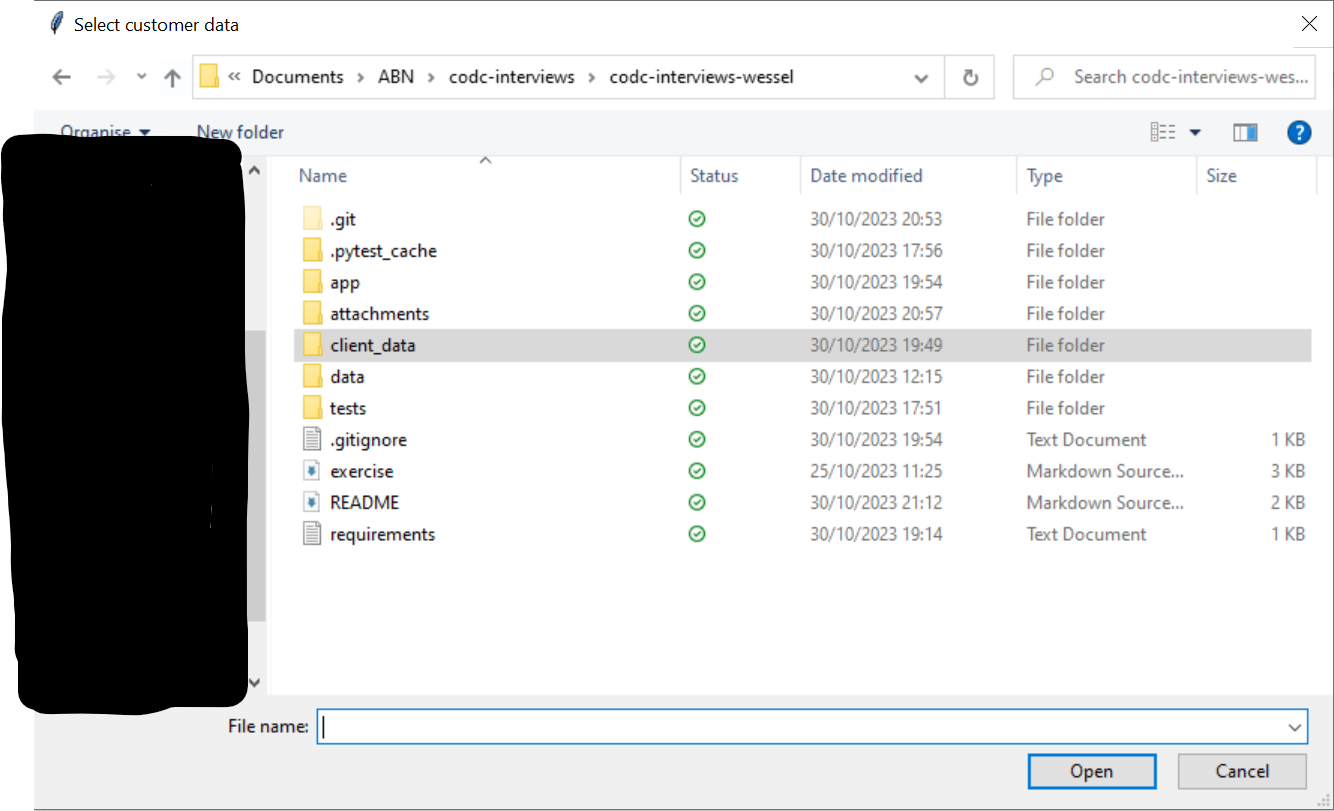 Select customer data
« Documents > ABN > codc-interviews > codc-interviews-wessel
Search codc-interviews-wes...
Organise New folder
?
Name Status Date modified Type Size
.git 30/10/2023 20:53 File folder
.pytest_cache 30/10/2023 17:56 File folder
app 30/10/2023 19:54 File folder
attachments 30/10/2023 20:57 File folder
client_data 30/10/2023 19:49 File folder
data 30/10/2023 12:15 File folder
tests 30/10/2023 17:51 File folder
.gitignore 30/10/2023 19:54 Text Document 1 KB
exercise 25/10/2023 11:25 Markdown Source... 3 KB
README 30/10/2023 21:12 Markdown Source... 2 KB
requirements 30/10/2023 19:14 Text Document 1 KB
File name:
Open Cancel